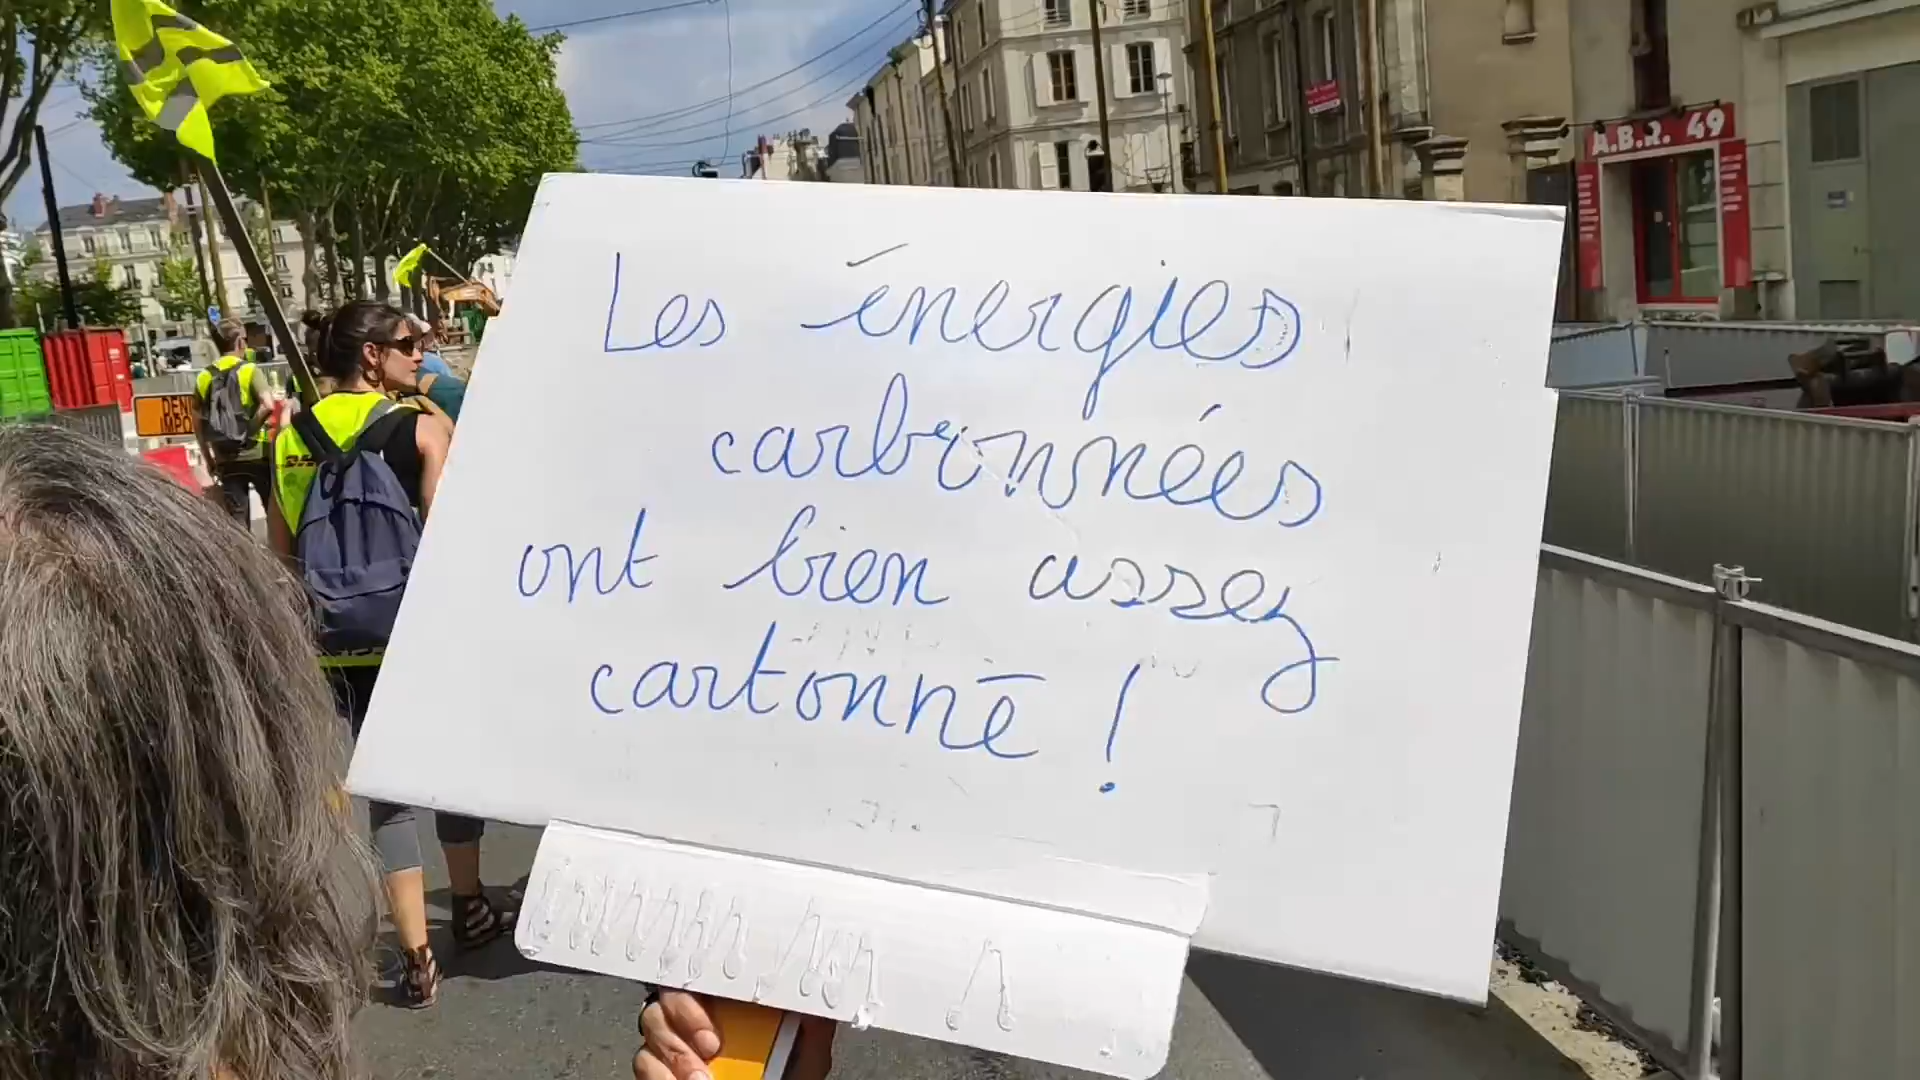 Les énergies
carbonnées
ont bien assez
cartonné !
A.B.R. 49